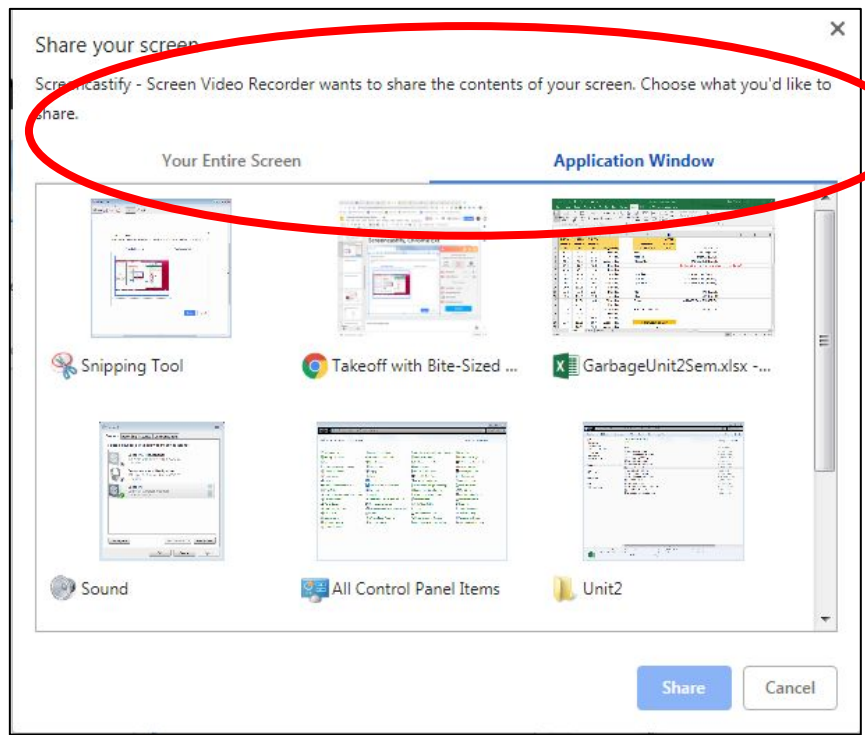 Share your screen
Screencastify - Screen Video Recorder wants to share the contents of your screen. Choose what you'd like to
share.
Your Entire Screen
Application Window
Snipping Tool
Takeoff with Bite-Sized ...
GarbageUnit2Sem.xlsx -...
Sound
All Control Panel Items
Unit2
Share
Cancel